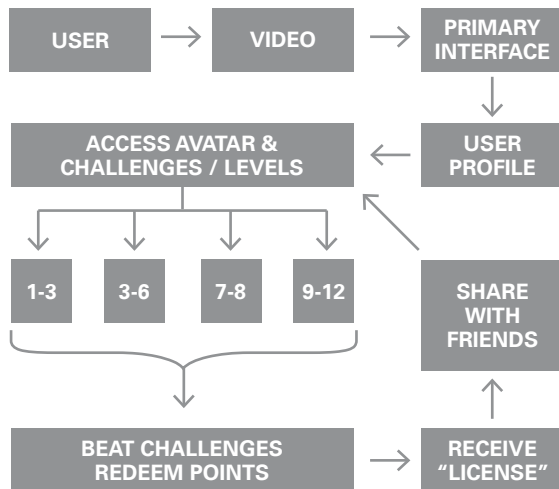 USER
VIDEO
PRIMARY
INTERFACE
ACCESS AVATAR &
CHALLENGES / LEVELS
USER
PROFILE
1-3
3-6
7-8
9-12
SHARE
WITH
FRIENDS
BEAT CHALLENGES
REDEEM POINTS
RECEIVE
“LICENSE”